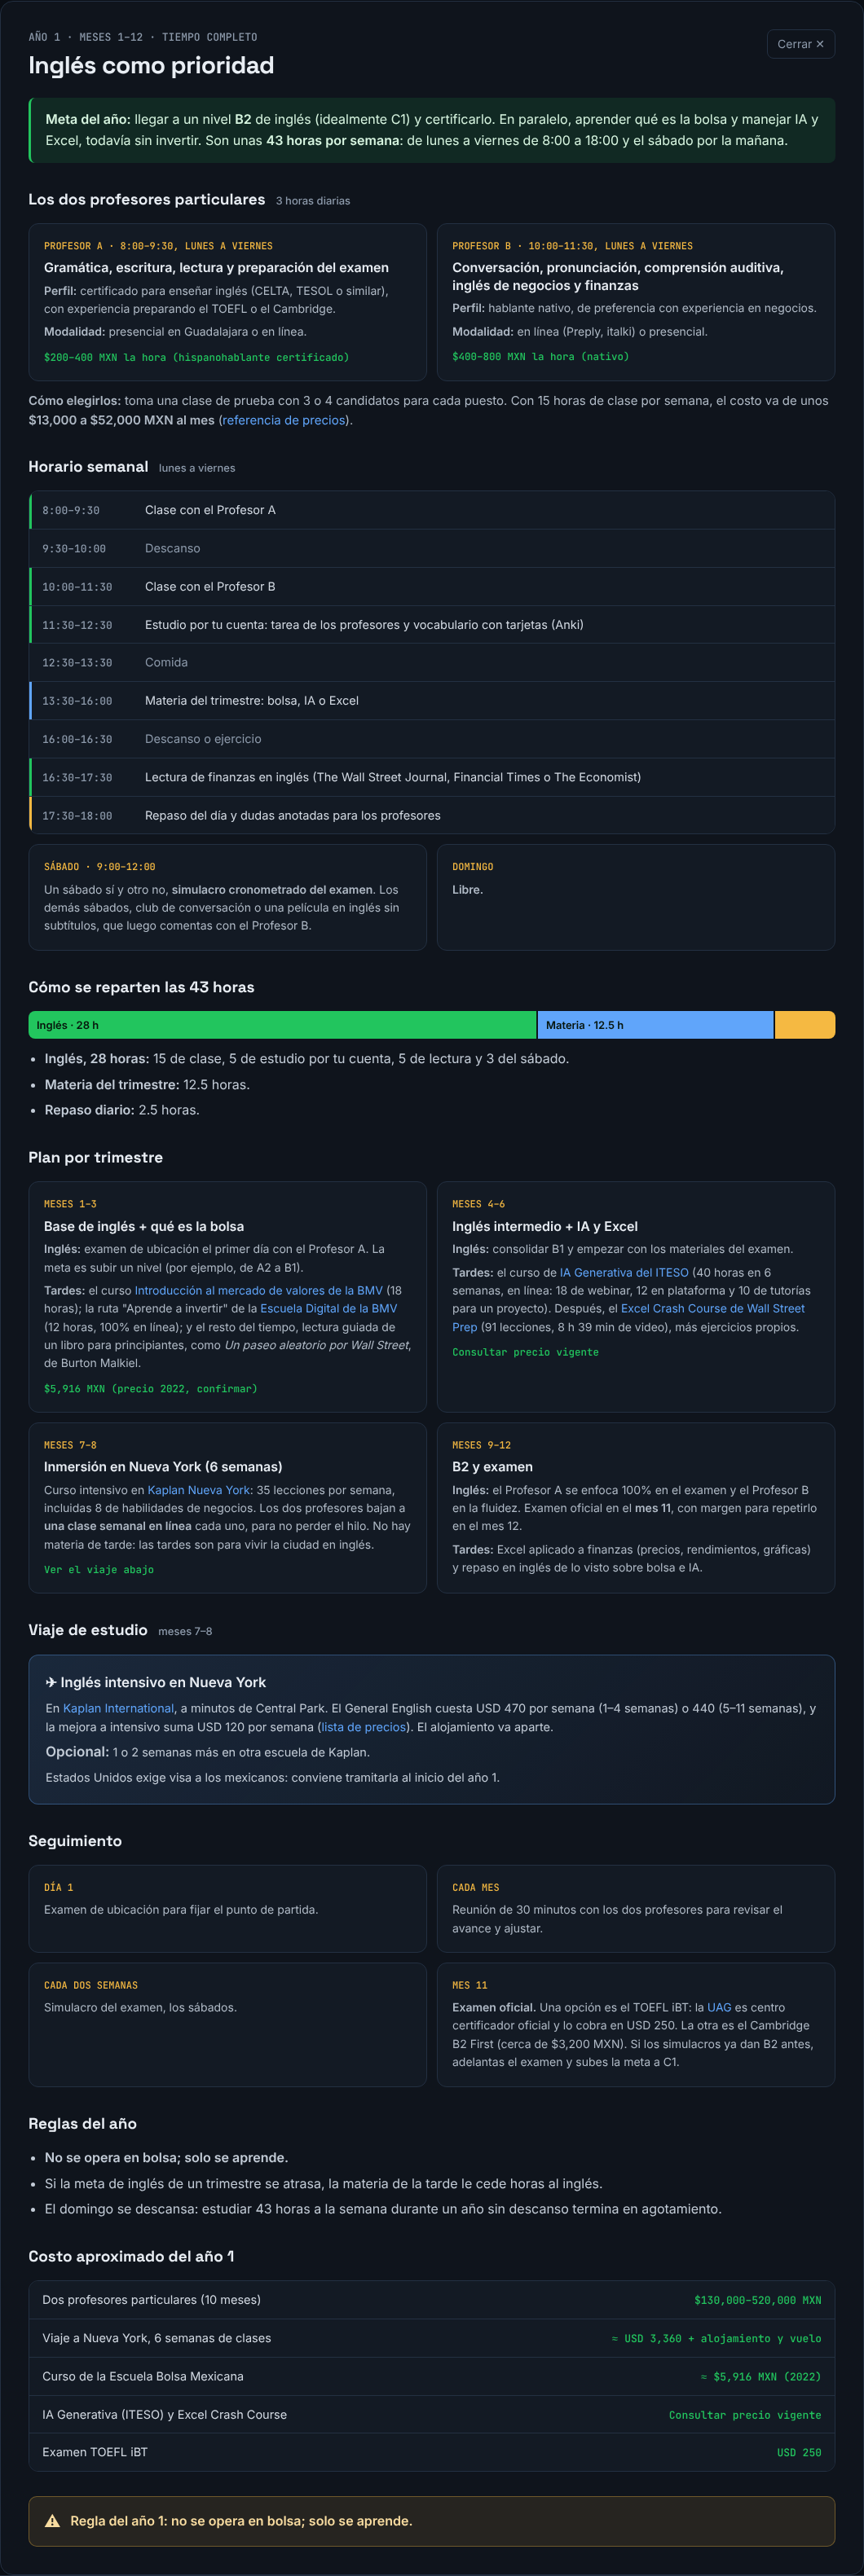 AÑO 1 · MESES 1–12 · TIEMPO COMPLETO
Cerrar ✕
Inglés como prioridad
Meta del año: llegar a un nivel B2 de inglés (idealmente C1) y certificarlo. En paralelo, aprender qué es la bolsa y manejar IA y
Excel, todavía sin invertir. Son unas 43 horas por semana: de lunes a viernes de 8:00 a 18:00 y el sábado por la mañana.
Los dos profesores particulares 3 horas diarias
PROFESOR A · 8:00–9:30, LUNES A VIERNES
Gramática, escritura, lectura y preparación del examen
Perfil: certificado para enseñar inglés (CELTA, TESOL o similar),
con experiencia preparando el TOEFL o el Cambridge.
Modalidad: presencial en Guadalajara o en línea.
$200–400 MXN la hora (hispanohablante certificado)
PROFESOR B · 10:00–11:30, LUNES A VIERNES
Conversación, pronunciación, comprensión auditiva,
inglés de negocios y finanzas
Perfil: hablante nativo, de preferencia con experiencia en negocios.
Modalidad: en línea (Preply, italki) o presencial.
$400–800 MXN la hora (nativo)
Cómo elegirlos: toma una clase de prueba con 3 o 4 candidatos para cada puesto. Con 15 horas de clase por semana, el costo va de unos
$13,000 a $52,000 MXN al mes (referencia de precios).
Horario semanal lunes a viernes
8:00–9:30 Clase con el Profesor A
9:30–10:00 Descanso
10:00–11:30 Clase con el Profesor B
11:30–12:30 Estudio por tu cuenta: tarea de los profesores y vocabulario con tarjetas (Anki)
12:30–13:30 Comida
13:30–16:00 Materia del trimestre: bolsa, IA o Excel
16:00–16:30 Descanso o ejercicio
16:30–17:30 Lectura de finanzas en inglés (The Wall Street Journal, Financial Times o The Economist)
17:30–18:00 Repaso del día y dudas anotadas para los profesores
SÁBADO · 9:00–12:00
Un sábado sí y otro no, simulacro cronometrado del examen. Los
demás sábados, club de conversación o una película en inglés sin
subtítulos, que luego comentas con el Profesor B.
DOMINGO
Libre.
Cómo se reparten las 43 horas
Inglés · 28 h
Materia · 12.5 h
• Inglés, 28 horas: 15 de clase, 5 de estudio por tu cuenta, 5 de lectura y 3 del sábado.
• Materia del trimestre: 12.5 horas.
• Repaso diario: 2.5 horas.
Plan por trimestre
MESES 1–3
Base de inglés + qué es la bolsa
Inglés: examen de ubicación el primer día con el Profesor A. La
meta es subir un nivel (por ejemplo, de A2 a B1).
Tardes: el curso Introducción al mercado de valores de la BMV (18
horas); la ruta "Aprende a invertir" de la Escuela Digital de la BMV
(12 horas, 100% en línea); y el resto del tiempo, lectura guiada de
un libro para principiantes, como Un paseo aleatorio por Wall Street,
de Burton Malkiel.
$5,916 MXN (precio 2022, confirmar)
MESES 4–6
Inglés intermedio + IA y Excel
Inglés: consolidar B1 y empezar con los materiales del examen.
Tardes: el curso de IA Generativa del ITESO (40 horas en 6
semanas, en línea: 18 de webinar, 12 en plataforma y 10 de tutorías
para un proyecto). Después, el Excel Crash Course de Wall Street
Prep (91 lecciones, 8 h 39 min de video), más ejercicios propios.
Consultar precio vigente
MESES 7–8
Inmersión en Nueva York (6 semanas)
Curso intensivo en Kaplan Nueva York: 35 lecciones por semana,
incluidas 8 de habilidades de negocios. Los dos profesores bajan a
una clase semanal en línea cada uno, para no perder el hilo. No hay
materia de tarde: las tardes son para vivir la ciudad en inglés.
Ver el viaje abajo
MESES 9–12
B2 y examen
Inglés: el Profesor A se enfoca 100% en el examen y el Profesor B
en la fluidez. Examen oficial en el mes 11, con margen para repetirlo
en el mes 12.
Tardes: Excel aplicado a finanzas (precios, rendimientos, gráficas)
y repaso en inglés de lo visto sobre bolsa e IA.
Viaje de estudio meses 7–8
✈ Inglés intensivo en Nueva York
En Kaplan International, a minutos de Central Park. El General English cuesta USD 470 por semana (1–4 semanas) o 440 (5–11 semanas), y
la mejora a intensivo suma USD 120 por semana (lista de precios). El alojamiento va aparte.
Opcional: 1 o 2 semanas más en otra escuela de Kaplan.
Estados Unidos exige visa a los mexicanos: conviene tramitarla al inicio del año 1.
Seguimiento
DÍA 1
Examen de ubicación para fijar el punto de partida.
CADA MES
Reunión de 30 minutos con los dos profesores para revisar el
avance y ajustar.
CADA DOS SEMANAS
Simulacro del examen, los sábados.
MES 11
Examen oficial. Una opción es el TOEFL iBT: la UAG es centro
certificador oficial y lo cobra en USD 250. La otra es el Cambridge
B2 First (cerca de $3,200 MXN). Si los simulacros ya dan B2 antes,
adelantas el examen y subes la meta a C1.
Reglas del año
• No se opera en bolsa; solo se aprende.
• Si la meta de inglés de un trimestre se atrasa, la materia de la tarde le cede horas al inglés.
• El domingo se descansa: estudiar 43 horas a la semana durante un año sin descanso termina en agotamiento.
Costo aproximado del año 1
Dos profesores particulares (10 meses) $130,000–520,000 MXN
Viaje a Nueva York, 6 semanas de clases ≈ USD 3,360 + alojamiento y vuelo
Curso de la Escuela Bolsa Mexicana ≈ $5,916 MXN (2022)
IA Generativa (ITESO) y Excel Crash Course Consultar precio vigente
Examen TOEFL iBT USD 250
⚠ Regla del año 1: no se opera en bolsa; solo se aprende.